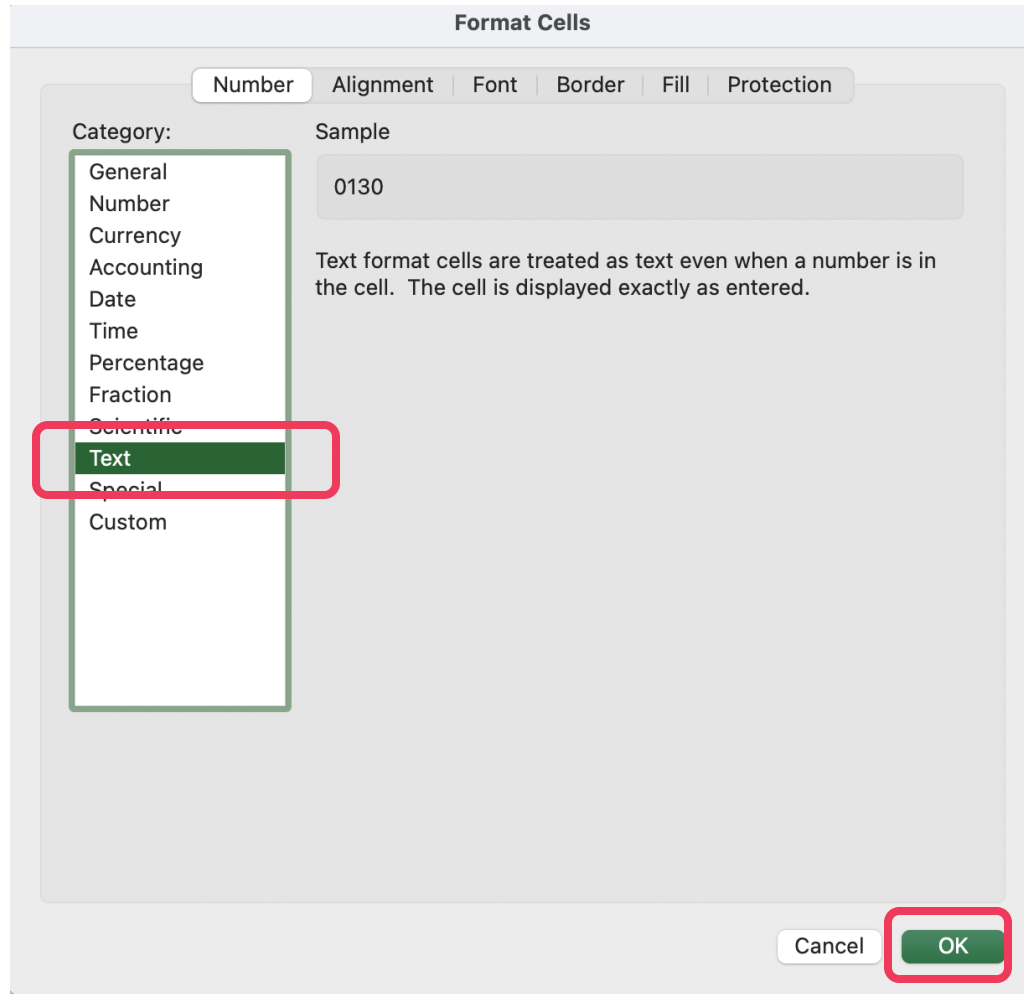 Format Cells
Number Alignment Font Border Fill Protection
Category:
General
Number
Currency
Accounting
Date
Time
Percentage
Fraction
Scientific
Text
Special
Custom
Sample
0130
Text format cells are treated as text even when a number is in
the cell.  The cell is displayed exactly as entered.
Cancel OK